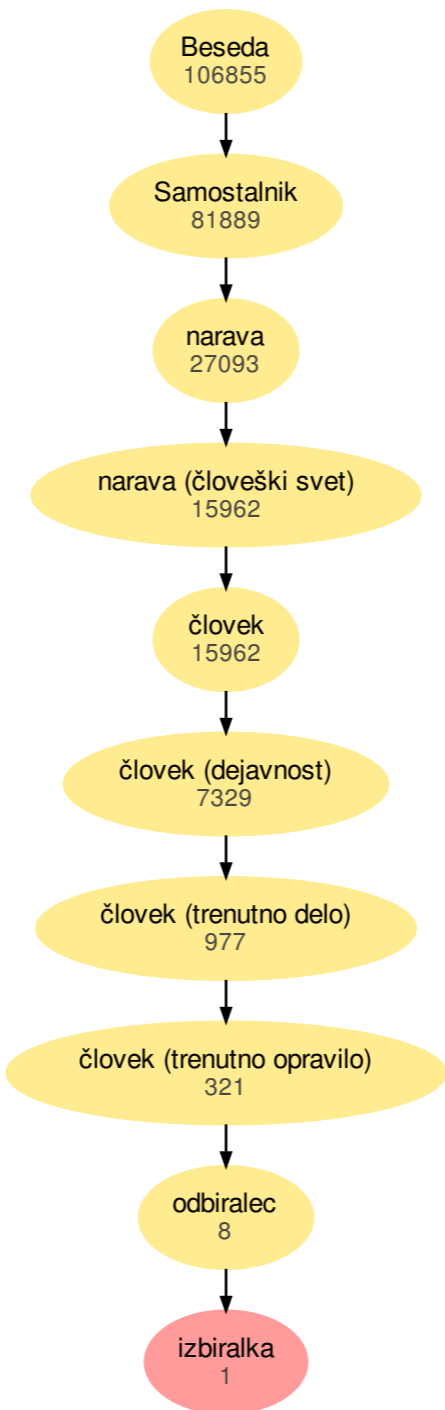 Beseda
106855
Samostalnik
81889
narava
27093
narava (človeški svet)
15962
človek
15962
človek (dejavnost)
7329
človek (trenutno delo)
977
človek (trenutno opravilo)
321
odbiralec
8
izbiralka
1